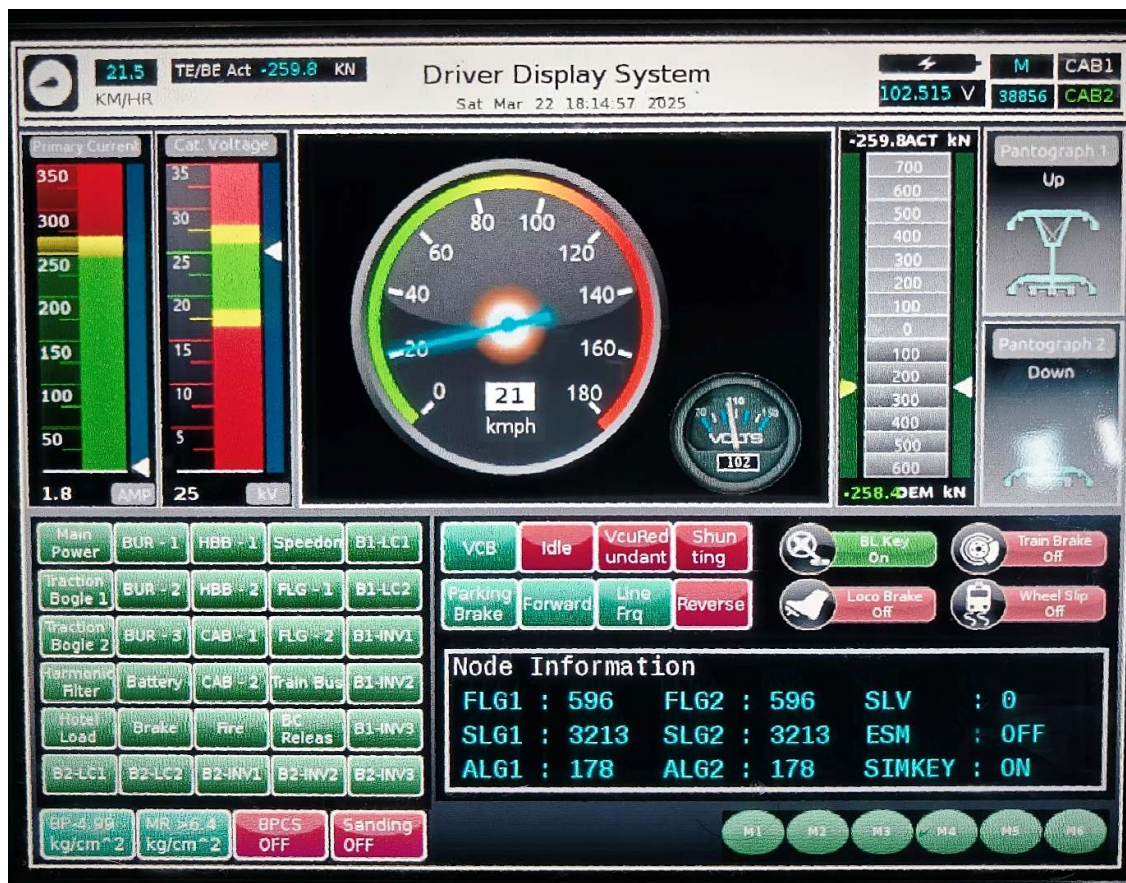 21.5
KM/HR
TE/BE Act -259.8 KN
Driver Display System
Sat Mar 22 18:14:57 2025
102.515 V
M CAB1
38856 CAB2
Primary Current
350
300
250
200
150
100
50
1.8 AMP
Cat. Voltage
35
30
25
20
15
10
5
25 kV
0
20
40
60
80
100
120
140
160
180
21
kmph
70 110 150
VOLTS
102
-259.8ACT kN
700
600
500
400
300
200
100
0
100
200
300
400
500
600
-258.4DEM kN
Pantograph 1
Up
Pantograph 2
Down
Main Power
BUR - 1
HBB - 1
Speedom
B1-LC1
Traction Bogie 1
BUR - 2
HBB - 2
FLG - 1
B1-LC2
Traction Bogie 2
BUR - 3
CAB - 1
FLG - 2
B1-INV1
Harmonic Filter
Battery
CAB - 2
Train Bus
B1-INV2
Hotel Load
Brake
Fire
BC Releas
B1-INV3
B2-LC1
B2-LC2
B2-INV1
B2-INV2
B2-INV3
BP-4.99
kg/cm^2
MR >6.4
kg/cm^2
BPCS
OFF
Sanding
OFF
VCB
Idle
VcuRed
undant
Shun
ting
Parking
Brake
Forward
Line
Frq
Reverse
BL Key
On
Train Brake
Off
Loco Brake
Off
Wheel Slip
Off
Node Information
FLG1 : 596 FLG2 : 596 SLV : 0
SLG1 : 3213 SLG2 : 3213 ESM : OFF
ALG1 : 178 ALG2 : 178 SIMKEY : ON
M1 M2 M3 M4 M5 M6